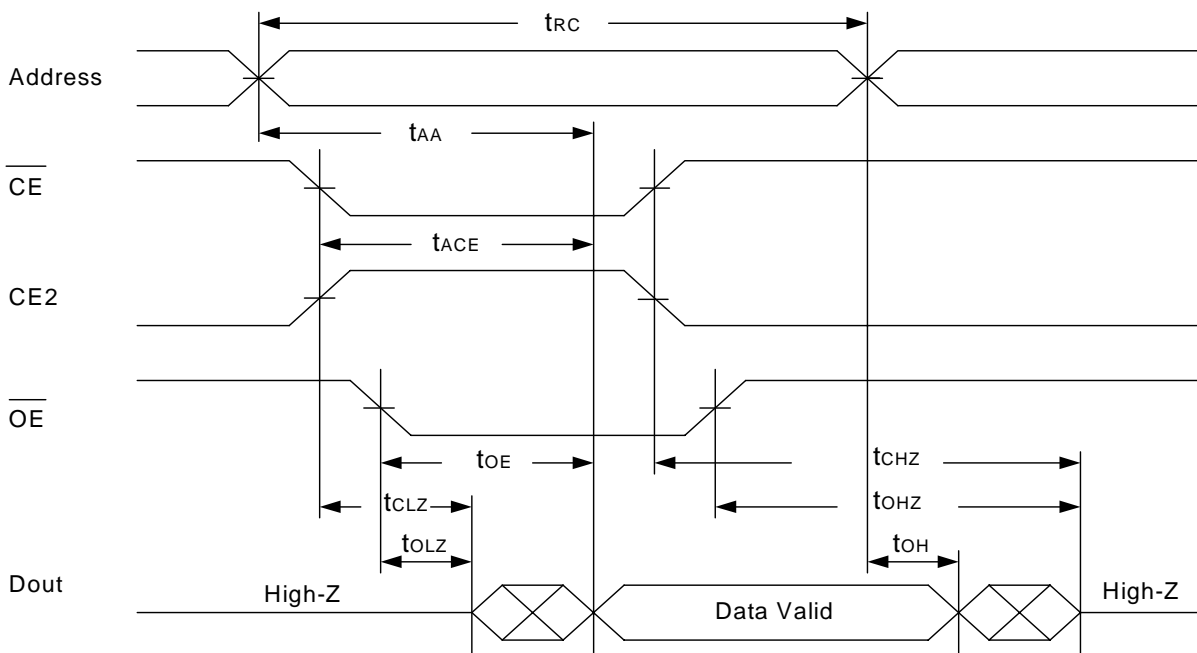 tRC
Address
tAA
CE
tACE
CE2
OE
tOE
tCHZ
tCLZ
tOHZ
tOLZ
tOH
Dout
High-Z
Data Valid
High-Z